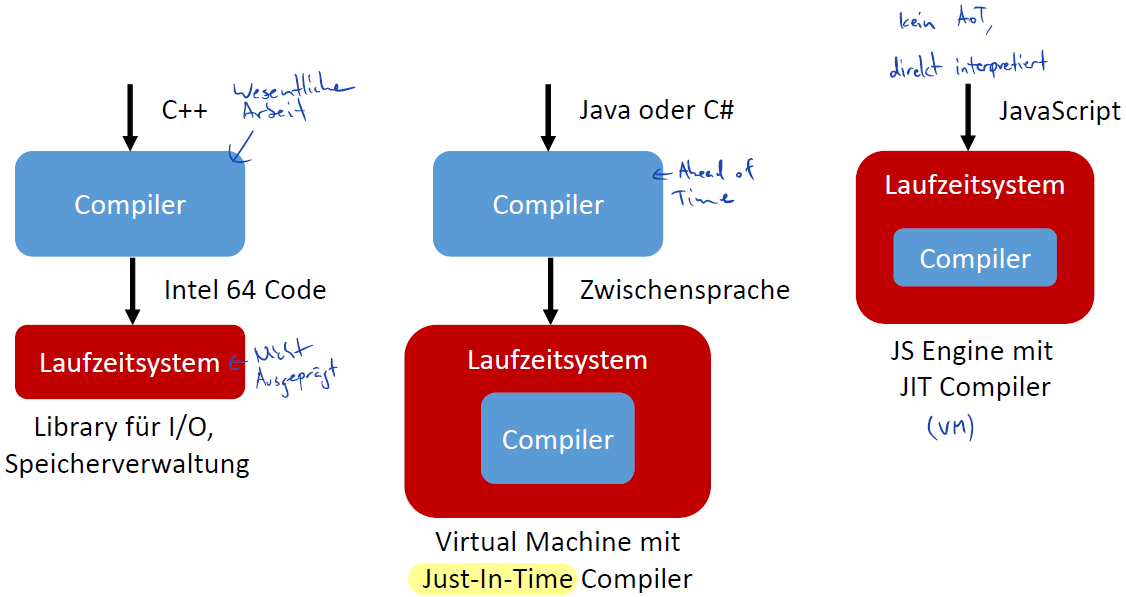 C++
Wesentliche
Arbeit
Compiler
Intel 64 Code
Laufzeitsystem
Nicht
Ausgeprägt
Library für I/O,
Speicherverwaltung
Java oder C#
Compiler
Ahead of
Time
Zwischensprache
Laufzeitsystem
Compiler
Virtual Machine mit
Just-In-Time Compiler
kein AoT,
direkt interpretiert
JavaScript
Laufzeitsystem
Compiler
JS Engine mit
JIT Compiler
(VM)